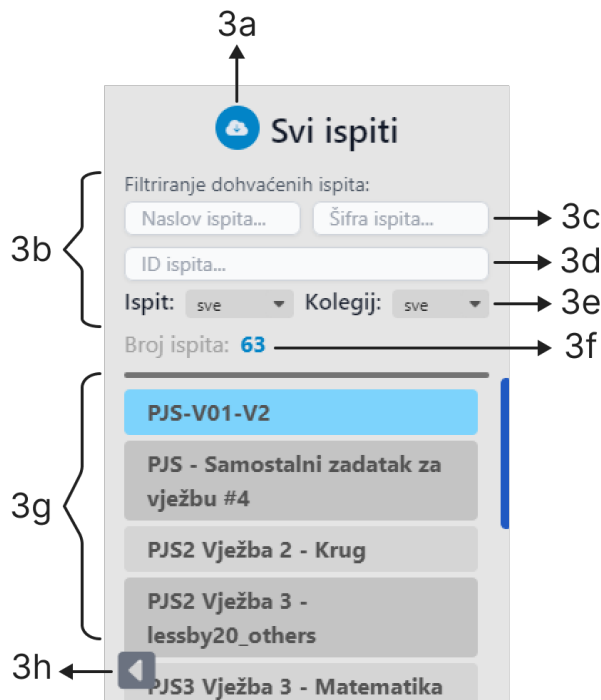 3a
Svi ispiti
Filtriranje dohvaćenih ispita:
Naslov ispita... Šifra ispita... 3c
3b
ID ispita... 3d
Ispit: sve Kolegij: sve 3e
Broj ispita: 63 3f
PJS-V01-V2
PJS - Samostalni zadatak za
vježbu #4
3g
PJS2 Vježba 2 - Krug
PJS2 Vježba 3 -
lessby20_others
3h
PJS3 Vježba 3 - Matematika